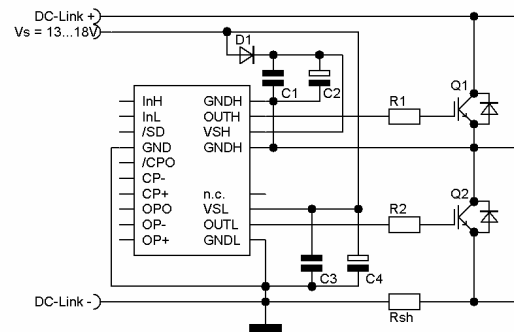 DC-Link +
Vs = 13...18V
D1
C1 C2
Q1
R1
InH GNDH
InL OUTH
/SD VSH
GND GNDH
/CPO
CP-
CP+ n.c.
OPO VSL
OP- OUTL
OP+ GNDL
Q2
R2
C3 C4
DC-Link -
Rsh